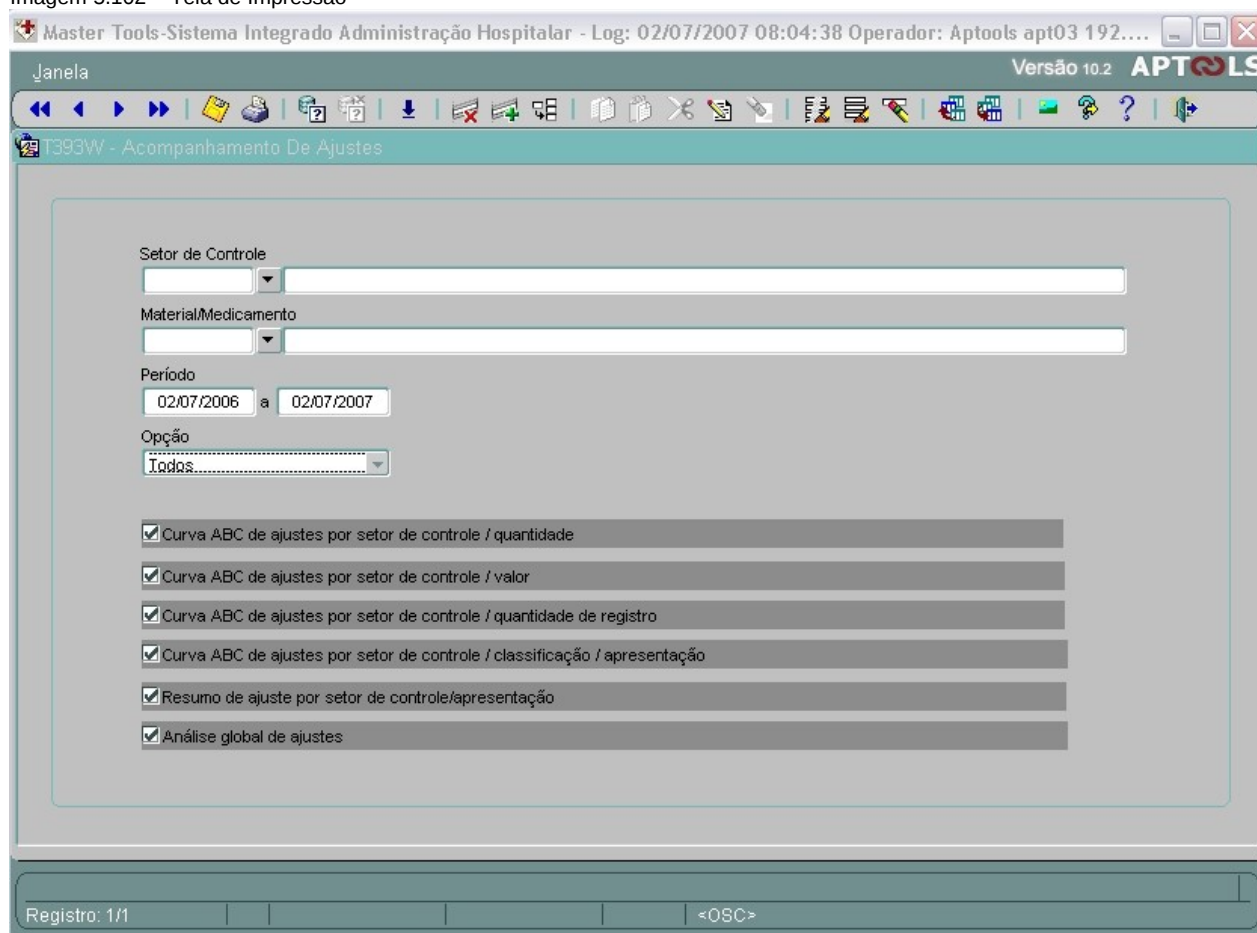 Imagem 5.102 – Tela de Impressão
Master Tools-Sistema Integrado Administração Hospitalar - Log: 02/07/2007 08:04:38 Operador: Aptools apt03 192....
Janela
Versão 10.2 APTOOLS
T393W - Acompanhamento De Ajustes
Setor de Controle
Material/Medicamento
Período
02/07/2006 a 02/07/2007
Opção
Todos
Curva ABC de ajustes por setor de controle / quantidade
Curva ABC de ajustes por setor de controle / valor
Curva ABC de ajustes por setor de controle / quantidade de registro
Curva ABC de ajustes por setor de controle / classificação / apresentação
Resumo de ajuste por setor de controle/apresentação
Análise global de ajustes
Registro: 1/1 <OSC>